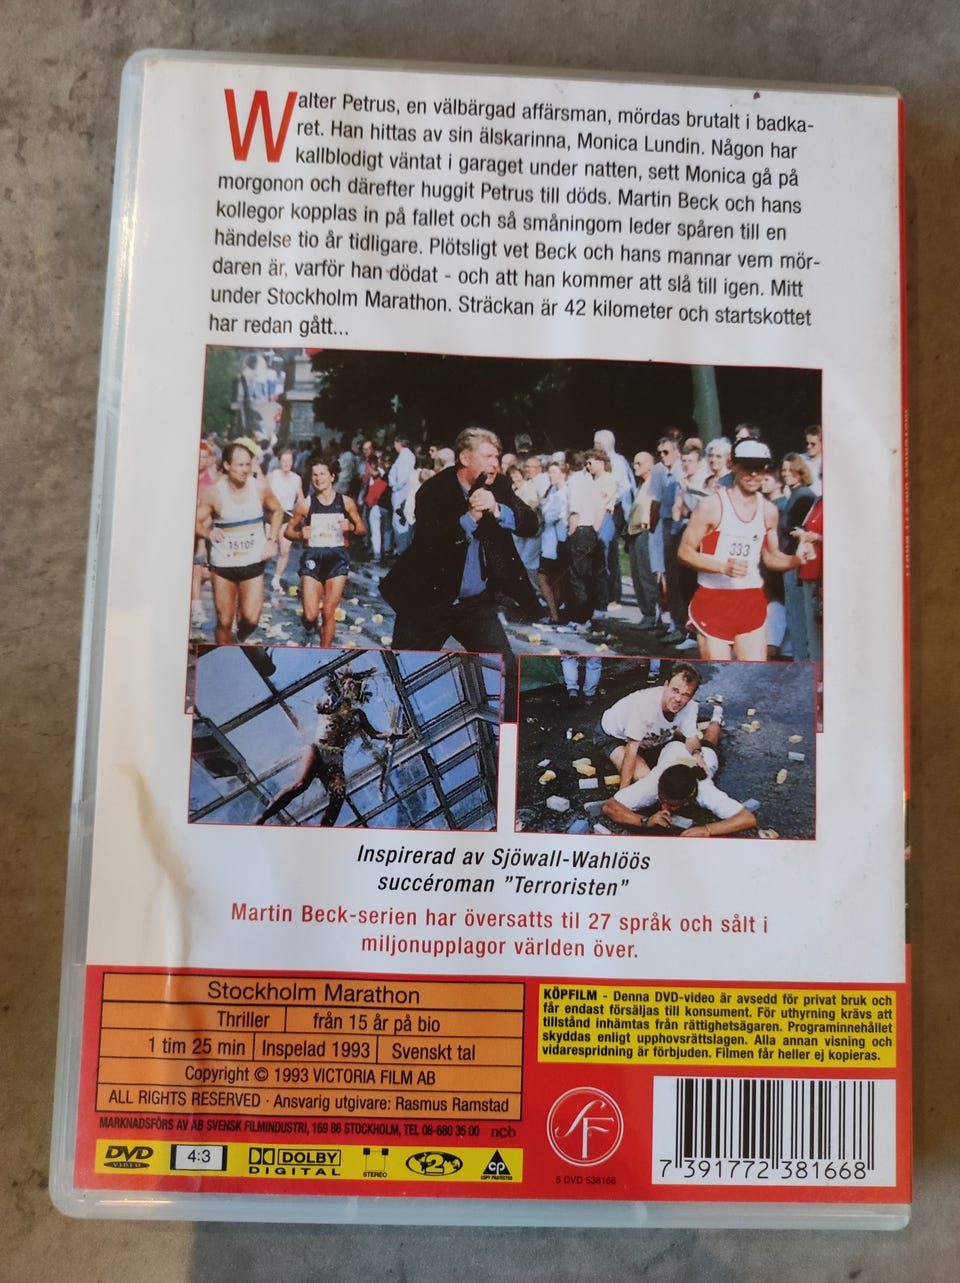 Walter Petrus, en välbärgad affärsman, mördas brutalt i badka-
ret. Han hittas av sin älskarinna, Monica Lundin. Någon har
kallblodigt väntat i garaget under natten, sett Monica gå på
morgonon och därefter huggit Petrus till döds. Martin Beck och hans
kollegor kopplas in på fallet och så småningom leder spåren till en
händelse tio år tidligare. Plötsligt vet Beck och hans mannar vem mör-
daren är, varför han dödat - och att han kommer att slå till igen. Mitt
under Stockholm Marathon. Sträckan är 42 kilometer och startskottet
har redan gått...
15109
333
Inspirerad av Sjöwall-Wahlöös
succéroman "Terroristen"
Martin Beck-serien har översatts til 27 språk och sålt i
miljonupplagor världen över.
Stockholm Marathon
Thriller från 15 år på bio
1 tim 25 min Inspelad 1993 Svenskt tal
Copyright © 1993 VICTORIA FILM AB
ALL RIGHTS RESERVED · Ansvarig utgivare: Rasmus Ramstad
MARKNADSFÖRS AV AB SVENSK FILMINDUSTRI, 169 86 STOCKHOLM, TEL 08-680 35 00 ncb
DVD VIDEO 4:3 DOLBY DIGITAL STEREO 2 CP COPY PROTECTED
KÖPFILM - Denna DVD-video är avsedd för privat bruk och
får endast försäljas till konsument. För uthyrning krävs att
tillstånd inhämtas från rättighetsägaren. Programinnehållet
skyddas enligt upphovsrättslagen. Alla annan visning och
vidarespridning är förbjuden. Filmen får heller ej kopieras.
SF
5 DVD 538166
7 391772 381668